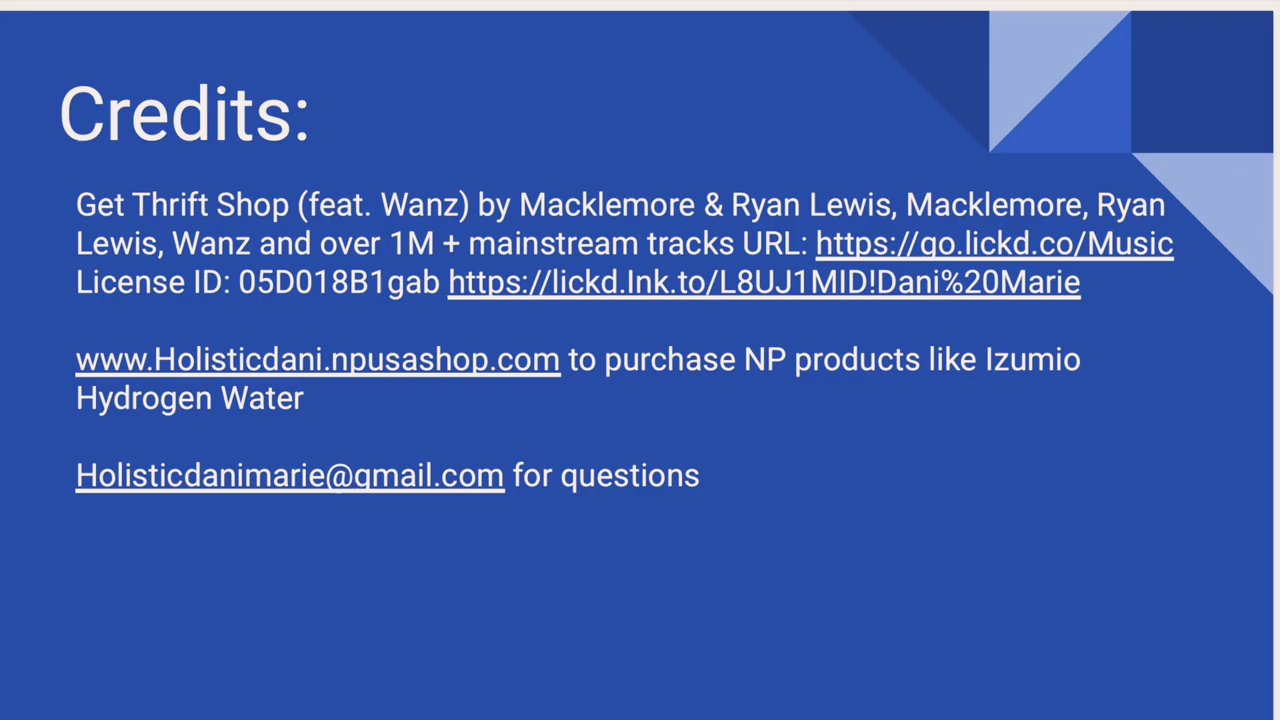 Credits:
Get Thrift Shop (feat. Wanz) by Macklemore & Ryan Lewis, Macklemore, Ryan
Lewis, Wanz and over 1M + mainstream tracks URL: https://go.lickd.co/Music
License ID: 05D018B1gab https://lickd.lnk.to/L8UJ1MID!Dani%20Marie
www.Holisticdani.npusashop.com to purchase NP products like Izumio
Hydrogen Water
Holisticdanimarie@gmail.com for questions